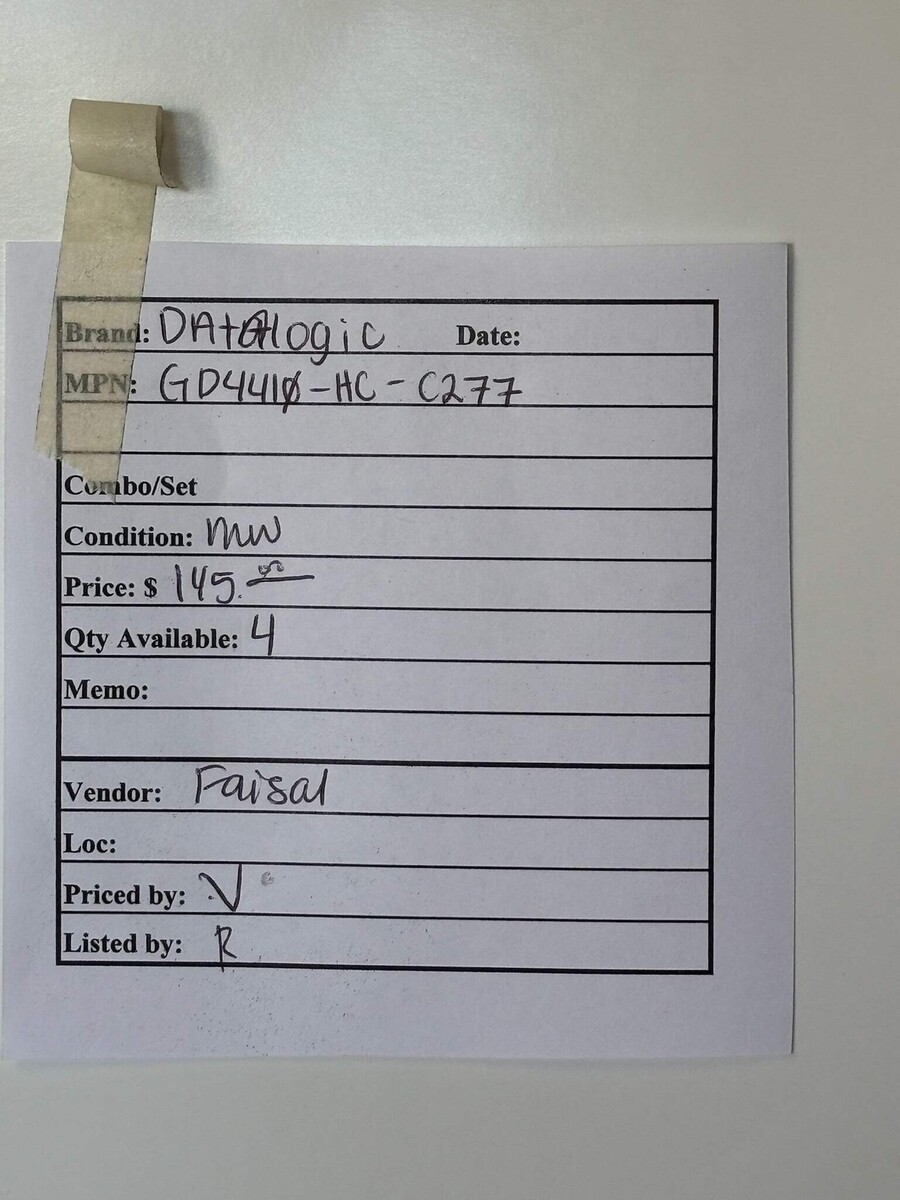 Brand: DAtAlogic Date:
MPN: GD4410-HC-C277
Combo/Set
Condition: MW
Price: $ 145.00
Qty Available: 4
Memo:
Vendor: Faisal
Loc:
Priced by: V
Listed by: R